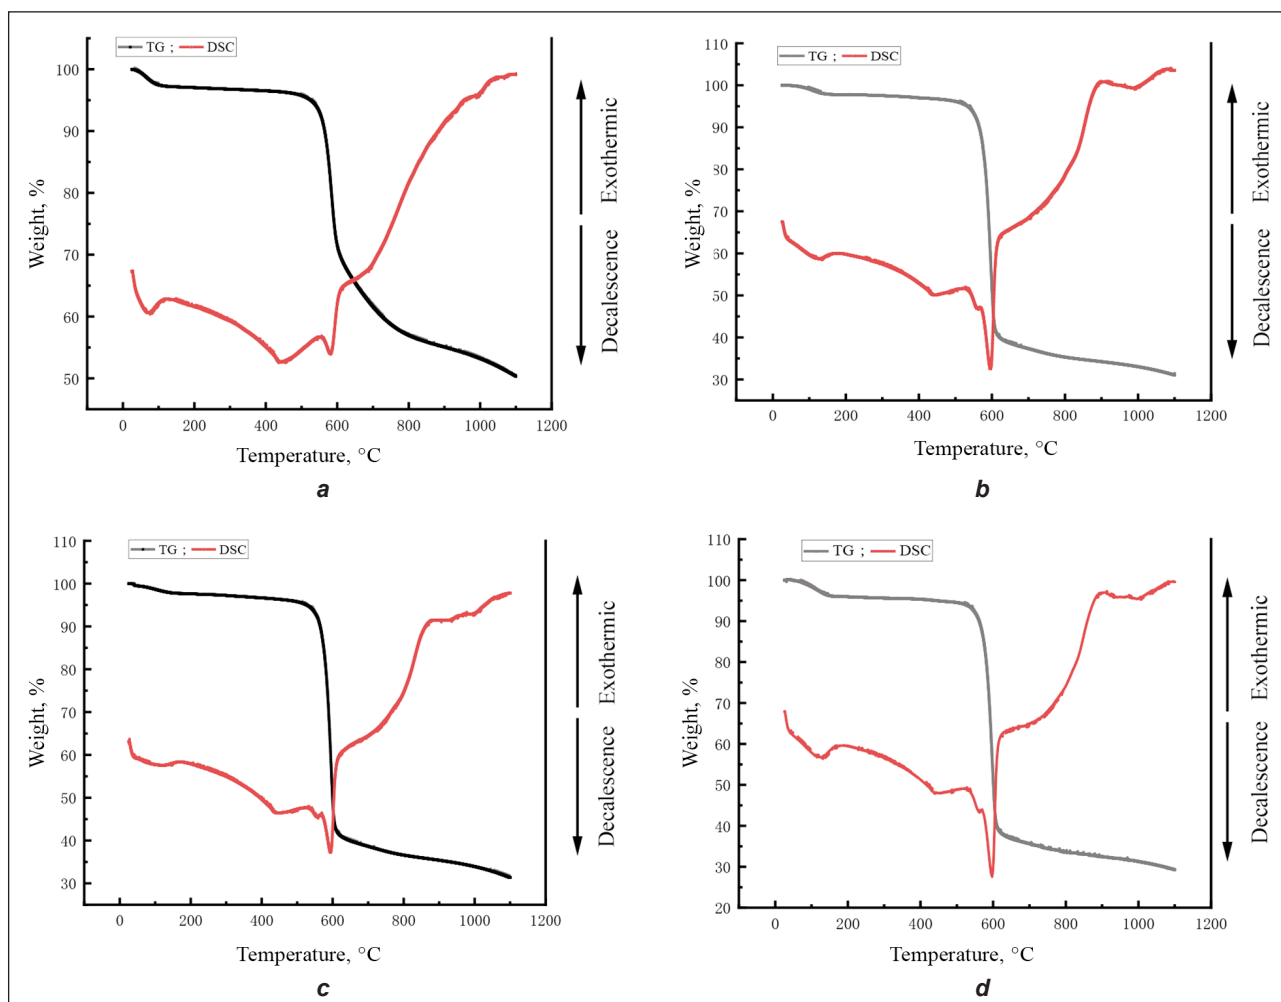 TG ; DSC
100
90
80
70
60
50
0 200 400 600 800 1000 1200
Weight, %
Temperature, °C
Decalescence Exothermic
a
TG ; DSC
110
100
90
80
70
60
50
40
30
0 200 400 600 800 1000 1200
Weight, %
Temperature, °C
Decalescence Exothermic
b
TG ; DSC
110
100
90
80
70
60
50
40
30
0 200 400 600 800 1000 1200
Weight, %
Temperature, °C
Decalescence Exothermic
c
TG ; DSC
110
100
90
80
70
60
50
40
30
20
0 200 400 600 800 1000 1200
Weight, %
Temperature, °C
Decalescence Exothermic
d